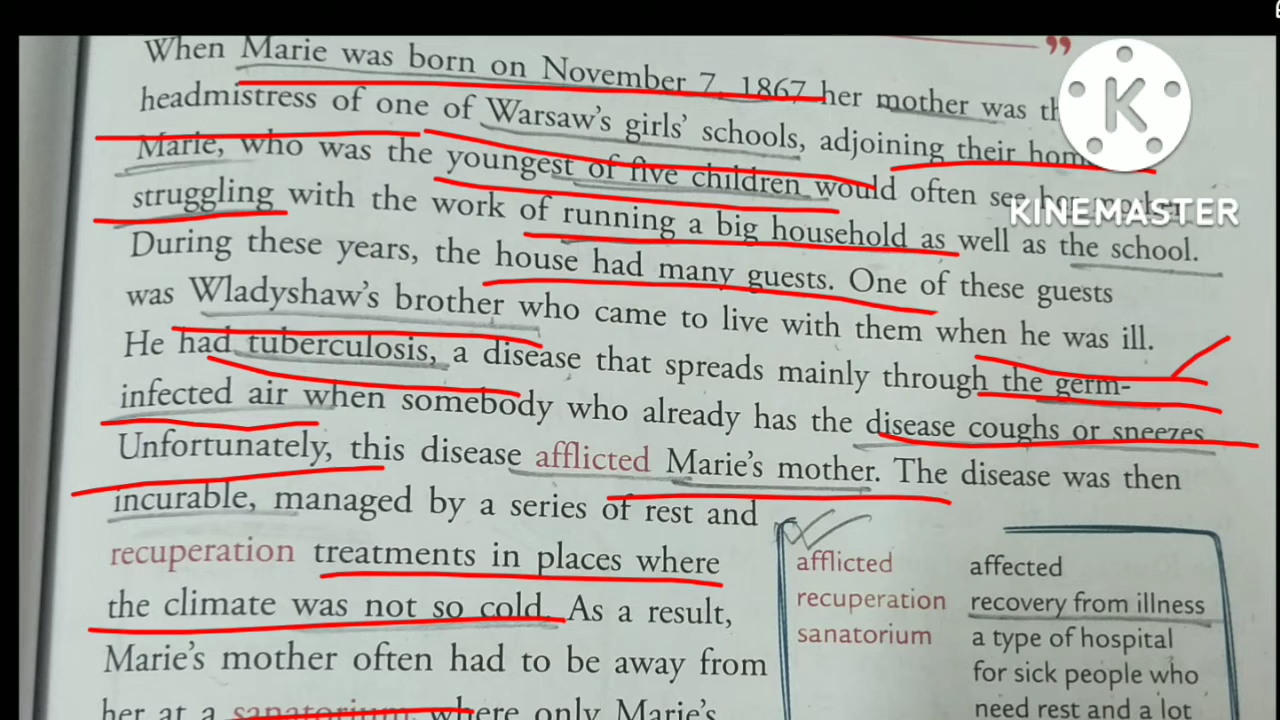 When Marie was born on November 7, 1867 her mother was
headmistress of one of Warsaw's girls' schools, adjoining their
Marie, who was the youngest of five children would often see
struggling with the work of running a big household as well as the school.
During these years, the house had many guests. One of these guests
was Wladyshaw's brother who came to live with them when he was ill.
He had tuberculosis, a disease that spreads mainly through the germ-
infected air when somebody who already has the disease coughs or sneezes
Unfortunately, this disease afflicted Marie's mother. The disease was then
incurable, managed by a series of rest and
recuperation treatments in places where
the climate was not so cold. As a result,
Marie's mother often had to be away from
her at a sanatorium, where only Marie's
afflicted affected
recuperation recovery from illness
sanatorium a type of hospital
for sick people who
need rest and a lot
K
KINEMASTER